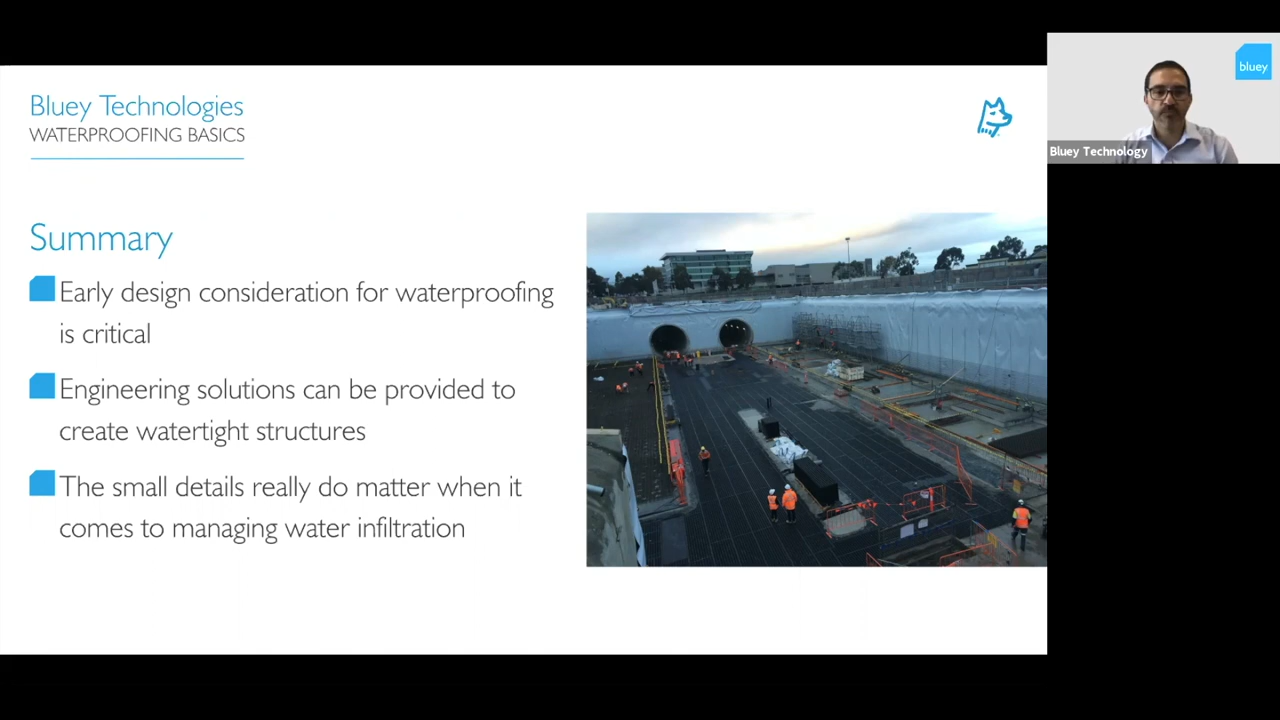 Bluey Technologies
WATERPROOFING BASICS
bluey
Bluey Technology
Summary
Early design consideration for waterproofing
is critical
Engineering solutions can be provided to
create watertight structures
The small details really do matter when it
comes to managing water infiltration